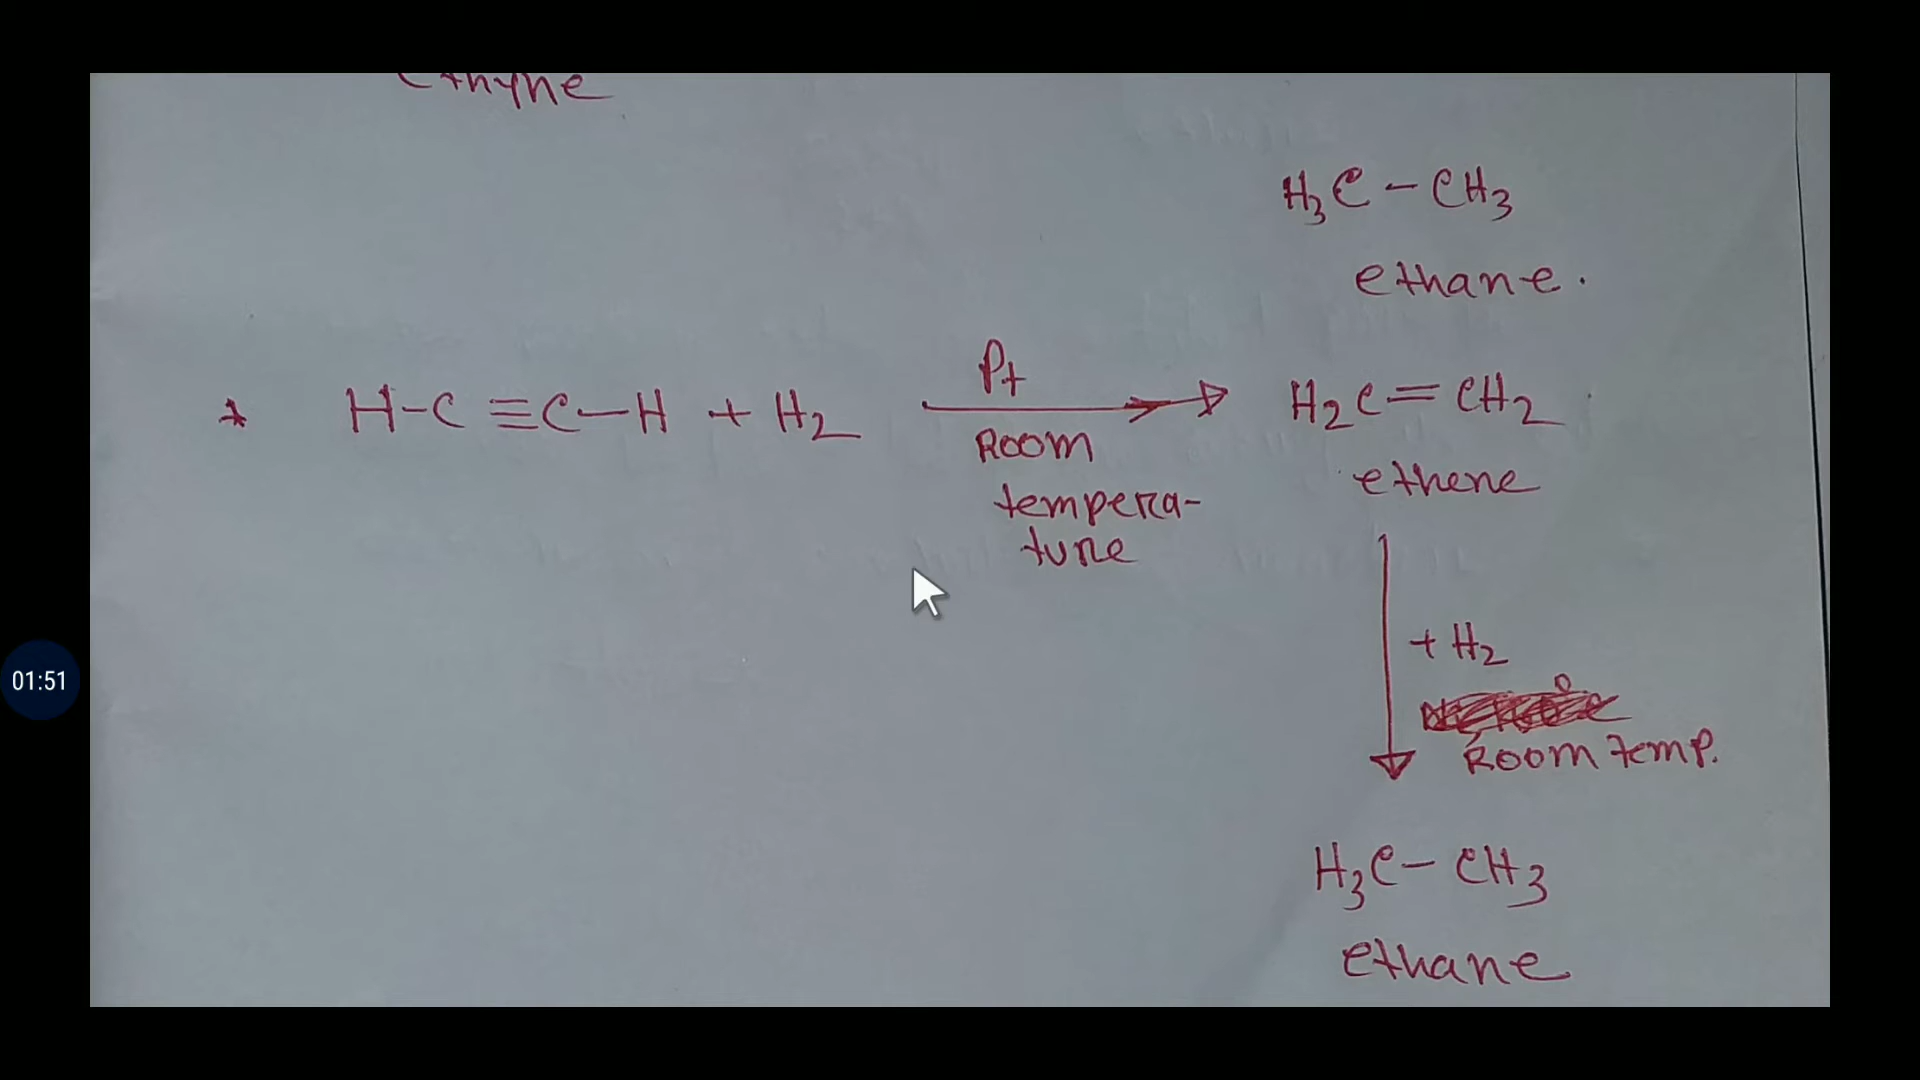 ethyne
H₃C – CH₃
ethane.
* H-C≡C-H + H₂ Pt H₂C=CH₂
Room
tempera-
ture
ethene
+ H₂
Room temp.
H₃C – CH₃
ethane
01:51